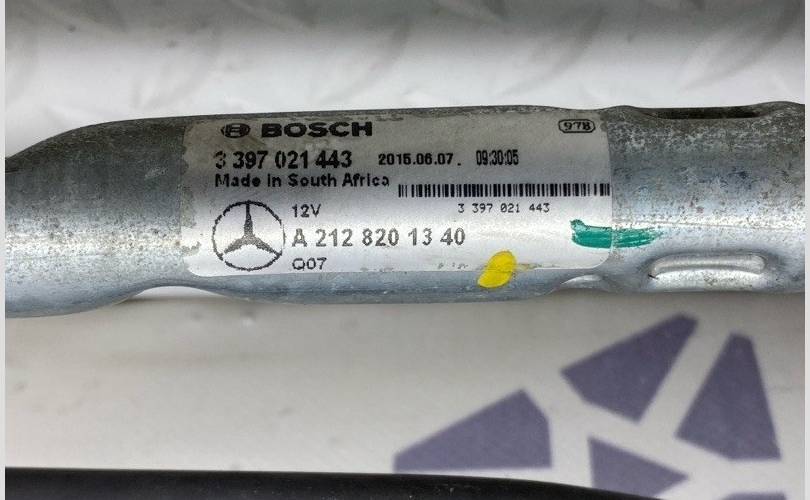 BOSCH 978
3 397 021 443 2015.06.07. 09:30:05
Made in South Africa
3 397 021 443
12V
A 212 820 13 40
Q07